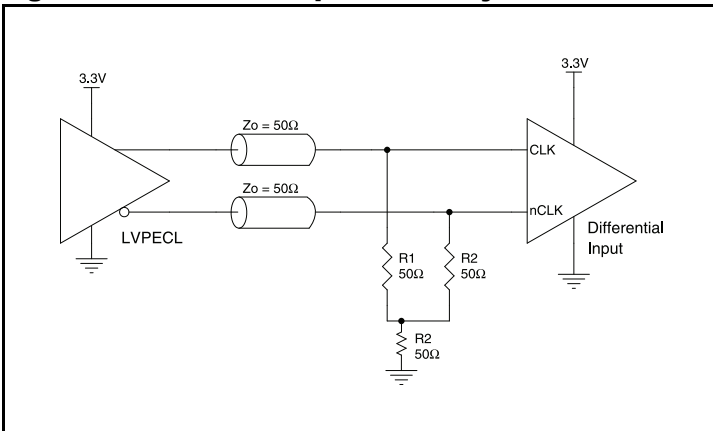 3.3V
3.3V
Zo = 50Ω
CLK
Zo = 50Ω
nCLK
LVPECL
Differential
Input
R1
50Ω
R2
50Ω
R2
50Ω